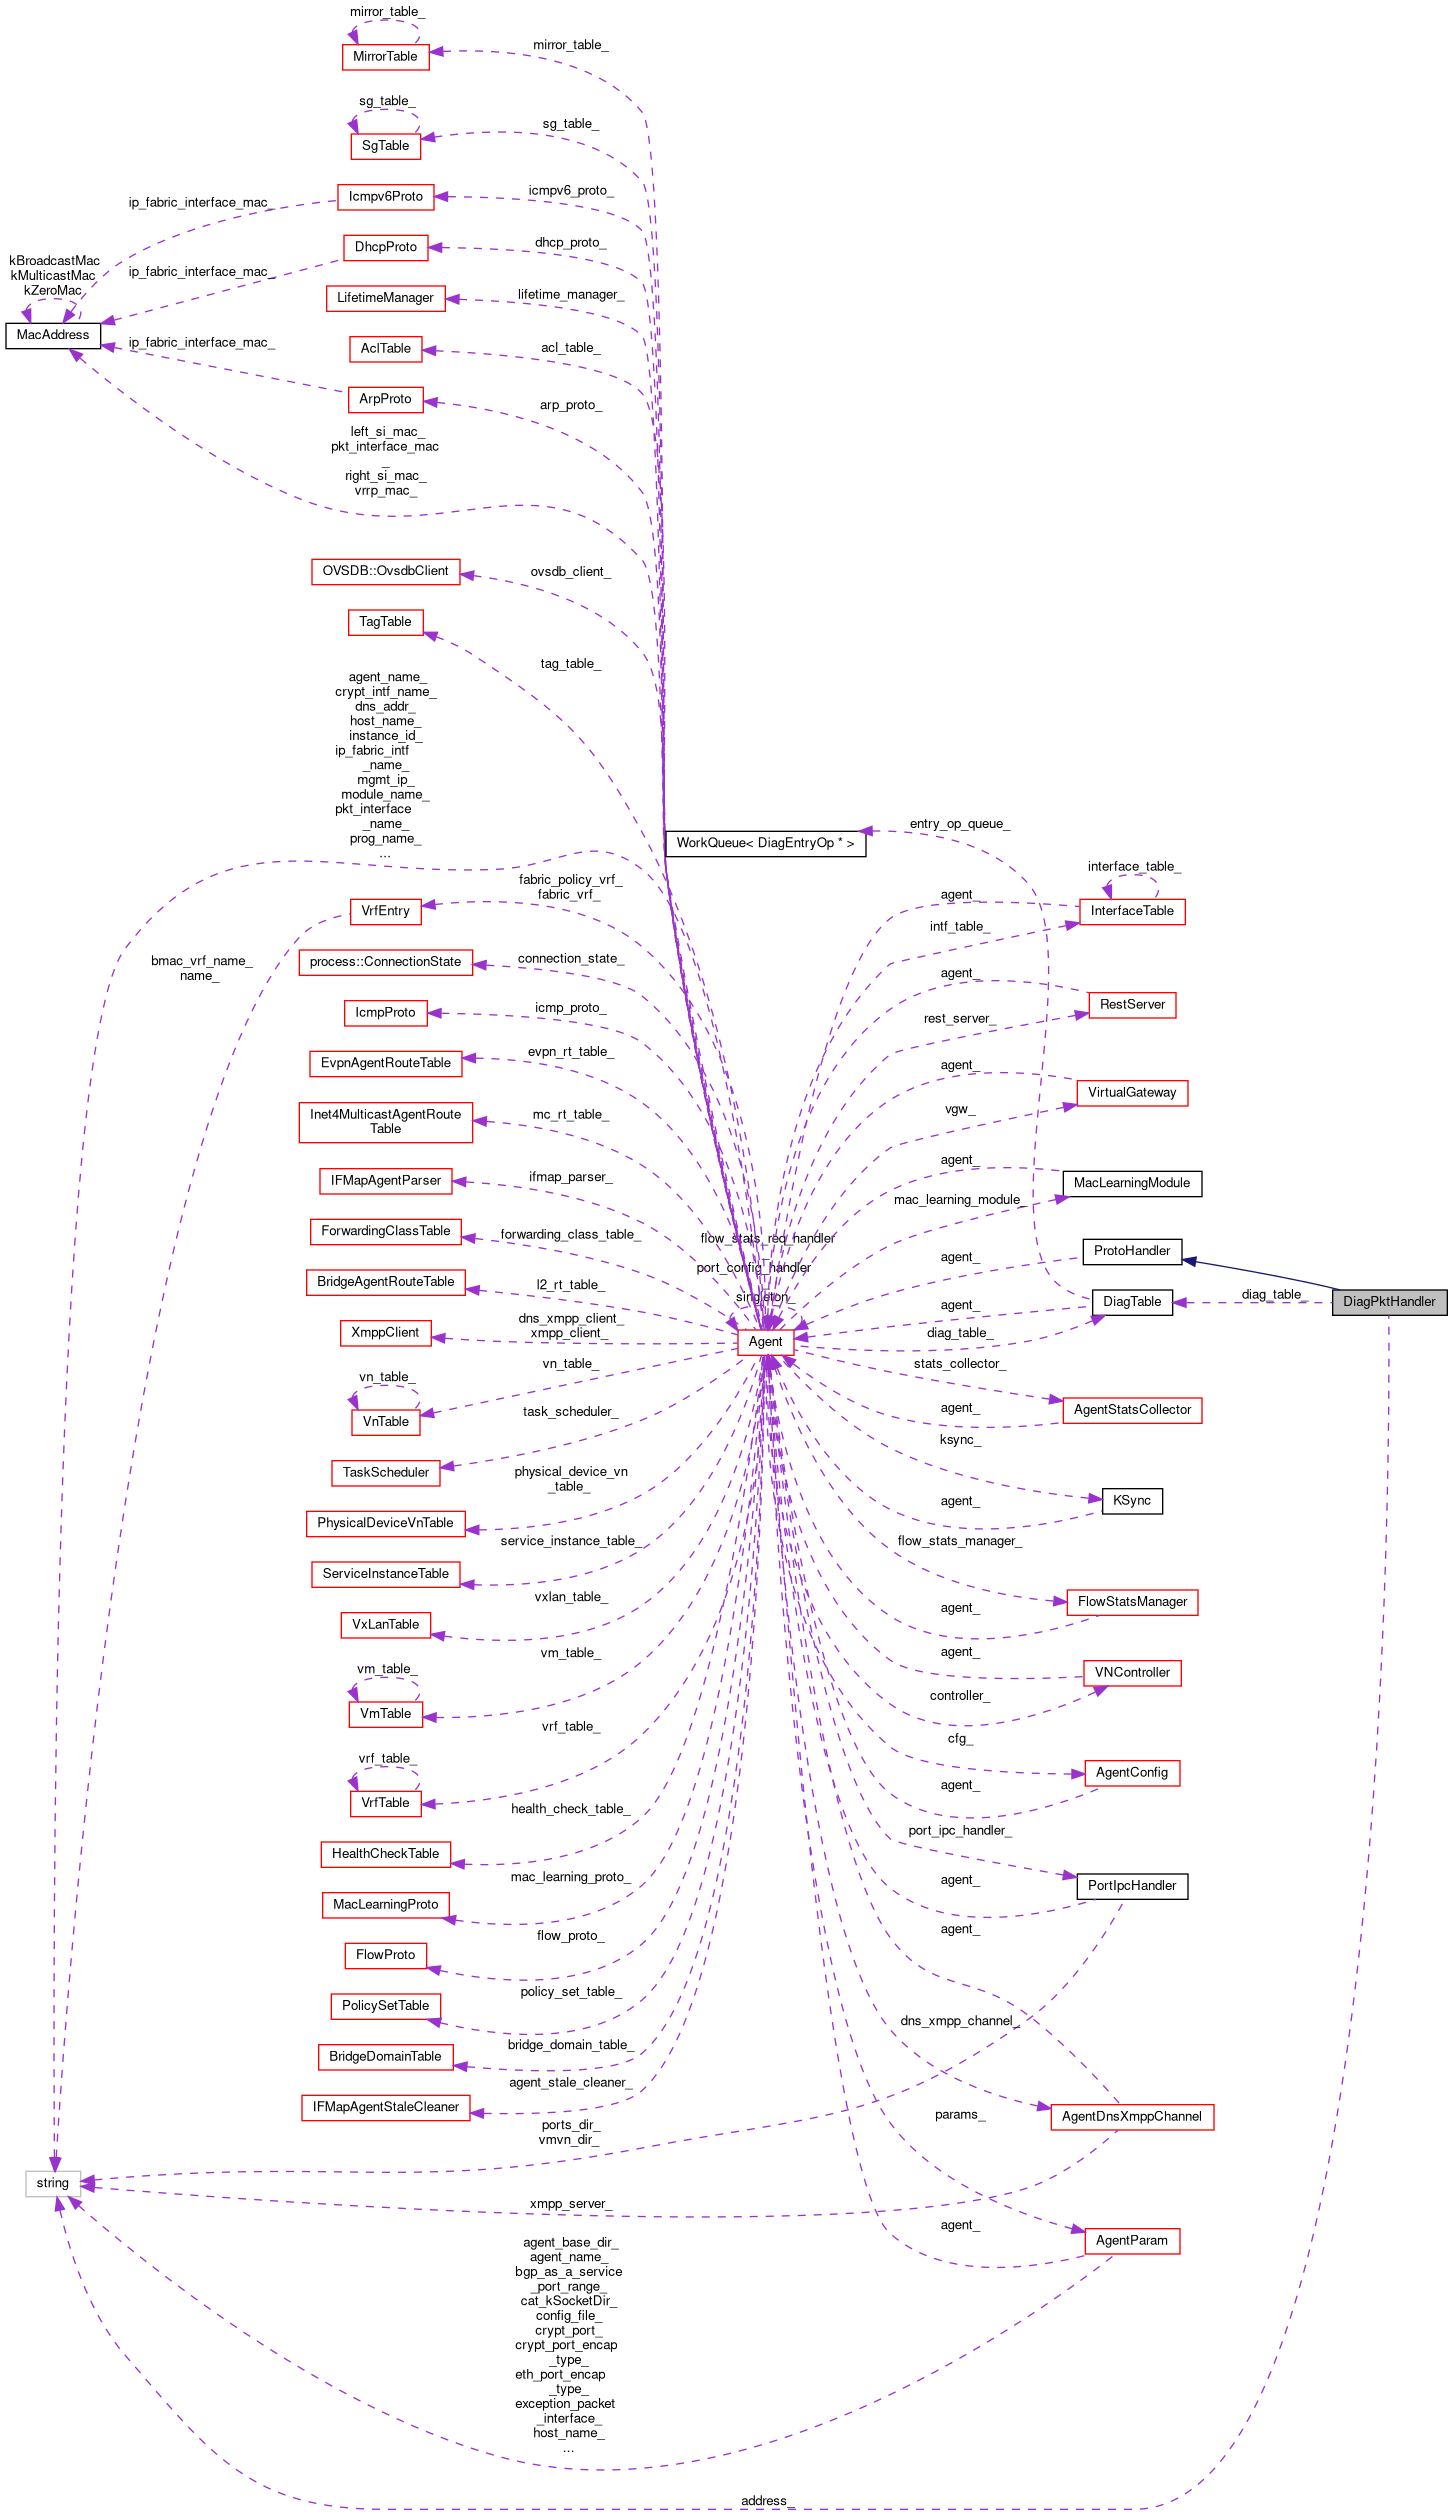 mirror_table_
MirrorTable
mirror_table_
sg_table_
SgTable
sg_table_
Icmpv6Proto
icmpv6_proto_
ip_fabric_interface_mac_
DhcpProto
dhcp_proto_
ip_fabric_interface_mac_
kBroadcastMac
kMulticastMac
kZeroMac
MacAddress
LifetimeManager
lifetime_manager_
AclTable
acl_table_
ip_fabric_interface_mac_
ArpProto
arp_proto_
left_si_mac_
pkt_interface_mac
_
right_si_mac_
vrrp_mac_
OVSDB::OvsdbClient
ovsdb_client_
TagTable
tag_table_
agent_name_
crypt_intf_name_
dns_addr_
host_name_
instance_id_
ip_fabric_intf
_name_
mgmt_ip_
module_name_
pkt_interface
_name_
prog_name_
...
WorkQueue< DiagEntryOp * >
entry_op_queue_
fabric_policy_vrf_
fabric_vrf_
VrfEntry
bmac_vrf_name_
name_
interface_table_
InterfaceTable
agent_
intf_table_
process::ConnectionState
connection_state_
IcmpProto
icmp_proto_
RestServer
agent_
rest_server_
EvpnAgentRouteTable
evpn_rt_table_
VirtualGateway
agent_
vgw_
Inet4MulticastAgentRoute
Table
mc_rt_table_
IFMapAgentParser
ifmap_parser_
MacLearningModule
agent_
mac_learning_module_
ForwardingClassTable
forwarding_class_table_
flow_stats_req_handler
_
port_config_handler
_
singleton_
ProtoHandler
agent_
BridgeAgentRouteTable
l2_rt_table_
DiagTable
agent_
diag_table_
diag_table_
DiagPktHandler
XmppClient
dns_xmpp_client_
xmpp_client_
Agent
vn_table_
VnTable
vn_table_
stats_collector_
AgentStatsCollector
agent_
TaskScheduler
task_scheduler_
ksync_
KSync
agent_
PhysicalDeviceVnTable
physical_device_vn
_table_
ServiceInstanceTable
service_instance_table_
flow_stats_manager_
FlowStatsManager
agent_
VxLanTable
vxlan_table_
vm_table_
VmTable
vm_table_
agent_
VNController
controller_
vrf_table_
VrfTable
vrf_table_
cfg_
AgentConfig
agent_
HealthCheckTable
health_check_table_
port_ipc_handler_
PortIpcHandler
agent_
MacLearningProto
mac_learning_proto_
FlowProto
flow_proto_
agent_
PolicySetTable
policy_set_table_
dns_xmpp_channel_
BridgeDomainTable
bridge_domain_table_
IFMapAgentStaleCleaner
agent_stale_cleaner_
AgentDnsXmppChannel
params_
ports_dir_
vmvn_dir_
string
xmpp_server_
agent_
AgentParam
agent_base_dir_
agent_name_
bgp_as_a_service
_port_range_
cat_kSocketDir_
config_file_
crypt_port_
crypt_port_encap
_type_
eth_port_encap
_type_
exception_packet
_interface_
host_name_
...
address_